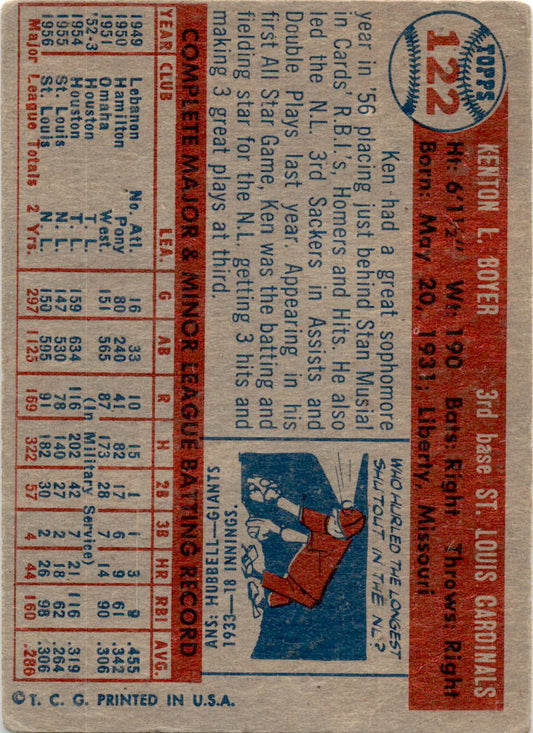 TOPPS
122
KENTON L. BOYER 3rd base ST. LOUIS CARDINALS
Ht: 6'1½" Wt: 190 Bats: Right Throws: Right
Born: May 20, 1931, Liberty, Missouri
Ken had a great sophomore
year in '56 placing just behind Stan Musial
in Cards' R.B.I.'s, Homers and Hits. He also
led the N.L. 3rd Sackers in Assists and
Double Plays last year. Appearing in his
first All Star Game, Ken was the batting and
fielding star for the N.L. getting 3 hits and
making 3 great plays at third.
WHO HURLED THE LONGEST
SHUTOUT IN THE NL?
ANS: HUBBELL—GIANTS
1933—18 INNINGS.
COMPLETE MAJOR & MINOR LEAGUE BATTING RECORD
YEAR CLUB LEA. G AB R H 2B 3B HR RBI AVG.
1949 Lebanon No. Atl. 16 33 10 15 1 1 3 9 .455
1950 Hamilton Pony 80 240 41 82 17 3 9 61 .342
1951 Omaha West. 151 565 87 173 28 7 14 90 .306
'52-3 Houston T. L. (In Military Service)
1954 Houston T. L. 159 634 116 202 42 8 21 116 .319
1955 St. Louis N. L. 147 530 78 140 27 2 18 62 .264
1956 St. Louis N. L. 150 595 91 182 30 2 26 98 .306
Major League Totals 2 Yrs. 297 1125 169 322 57 4 44 160 .286
© T. C. G. PRINTED IN U.S.A.